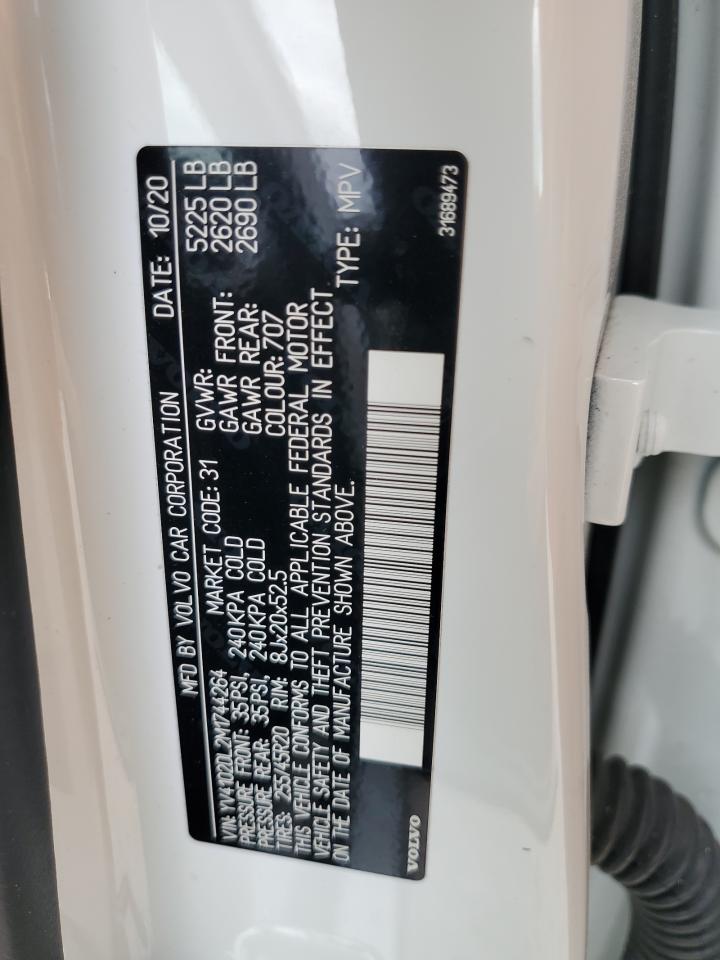 MFD BY VOLVO CAR CORPORATION DATE: 10/20
VIN: YV4102DL2M1744264 MARKET CODE: 31 GVWR: 5225 LB
PRESSURE FRONT: 35PSI, 240KPA COLD GAWR FRONT: 2620 LB
PRESSURE REAR: 35PSI, 240KPA COLD GAWR REAR: 2690 LB
TIRES: 255/45R20 RIM: 8Jx20x52.5 COLOUR: 707
THIS VEHICLE CONFORMS TO ALL APPLICABLE FEDERAL MOTOR
VEHICLE SAFETY AND THEFT PREVENTION STANDARDS IN EFFECT
ON THE DATE OF MANUFACTURE SHOWN ABOVE. TYPE: MPV
VOLVO 31689473